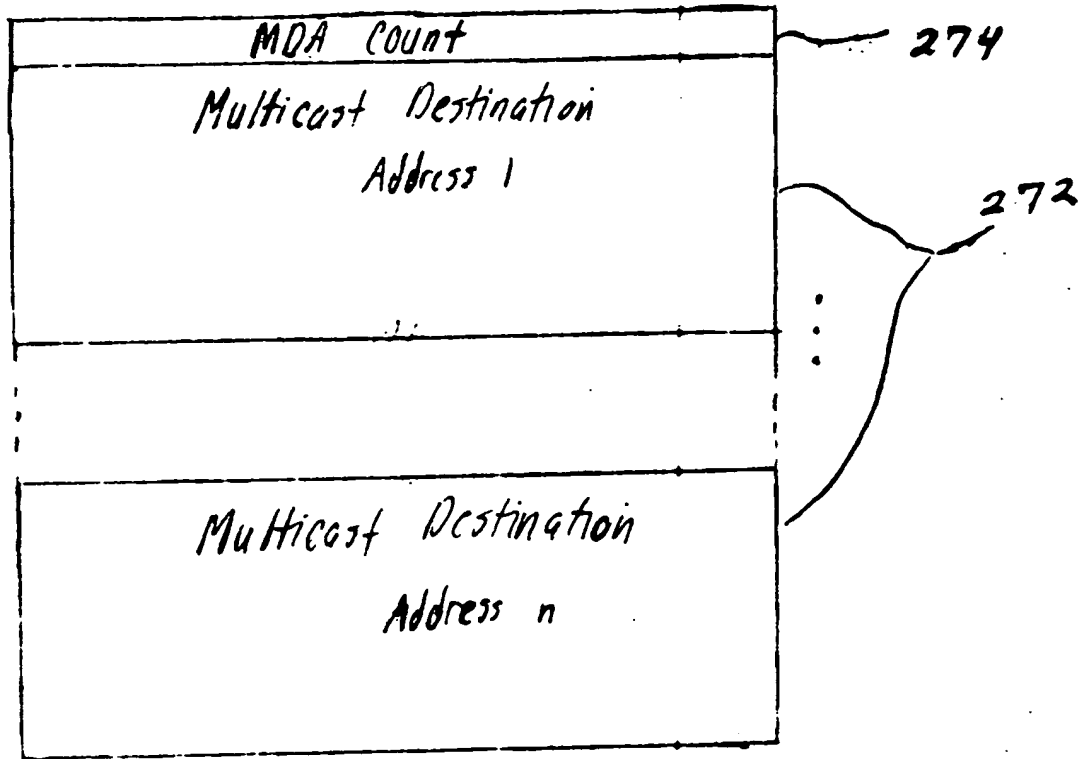 MDA Count
274
Multicast Destination
Address 1
272
Multicast Destination
Address n